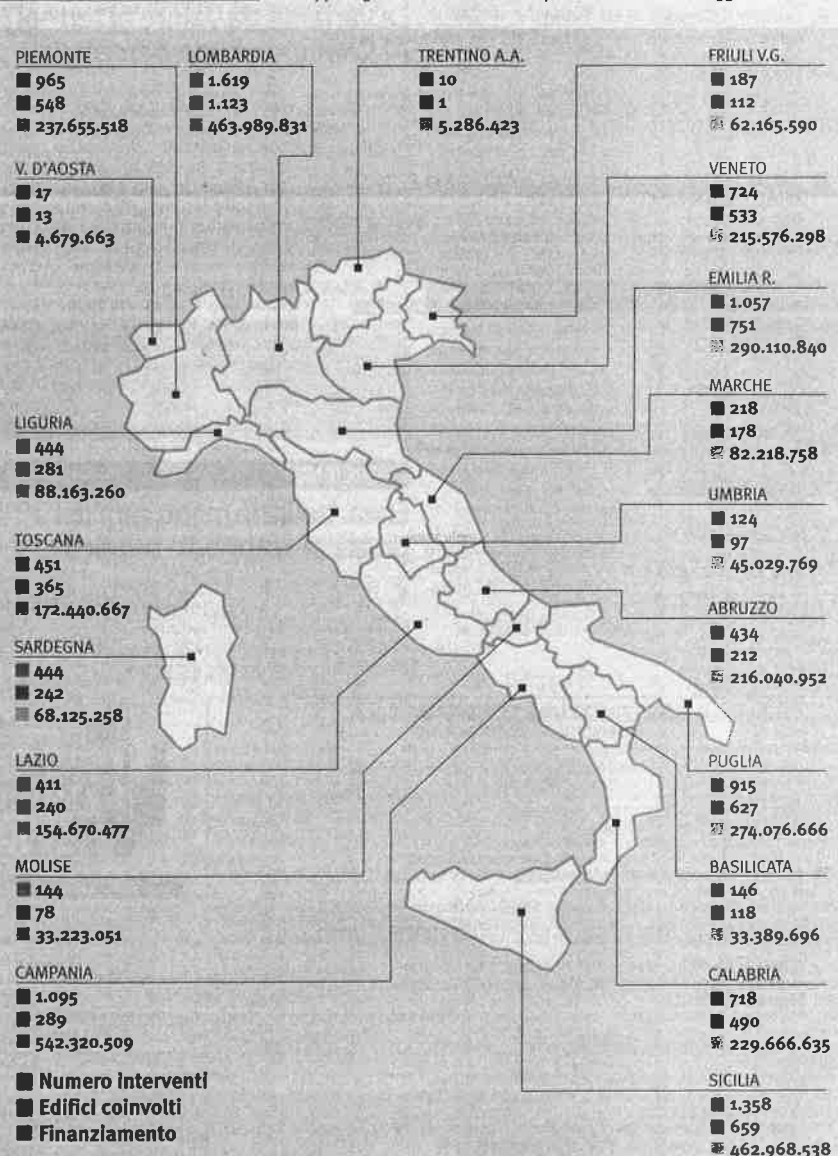 PIEMONTE
965
548
237.655.518
LOMBARDIA
1.619
1.123
463.989.831
TRENTINO A.A.
10
1
5.286.423
FRIULI V.G.
187
112
62.165.590
V. D'AOSTA
17
13
4.679.663
VENETO
724
533
215.576.298
EMILIA R.
1.057
751
290.110.840
MARCHE
218
178
82.218.758
LIGURIA
444
281
88.163.260
UMBRIA
124
97
45.029.769
TOSCANA
451
365
172.440.667
ABRUZZO
434
212
216.040.952
SARDEGNA
444
242
68.125.258
PUGLIA
915
627
274.076.666
LAZIO
411
240
154.670.477
BASILICATA
146
118
33.389.696
MOLISE
144
78
33.223.051
CALABRIA
718
490
229.666.635
CAMPANIA
1.095
289
542.320.509
SICILIA
1.358
659
462.968.538
Numero interventi
Edifici coinvolti
Finanziamento